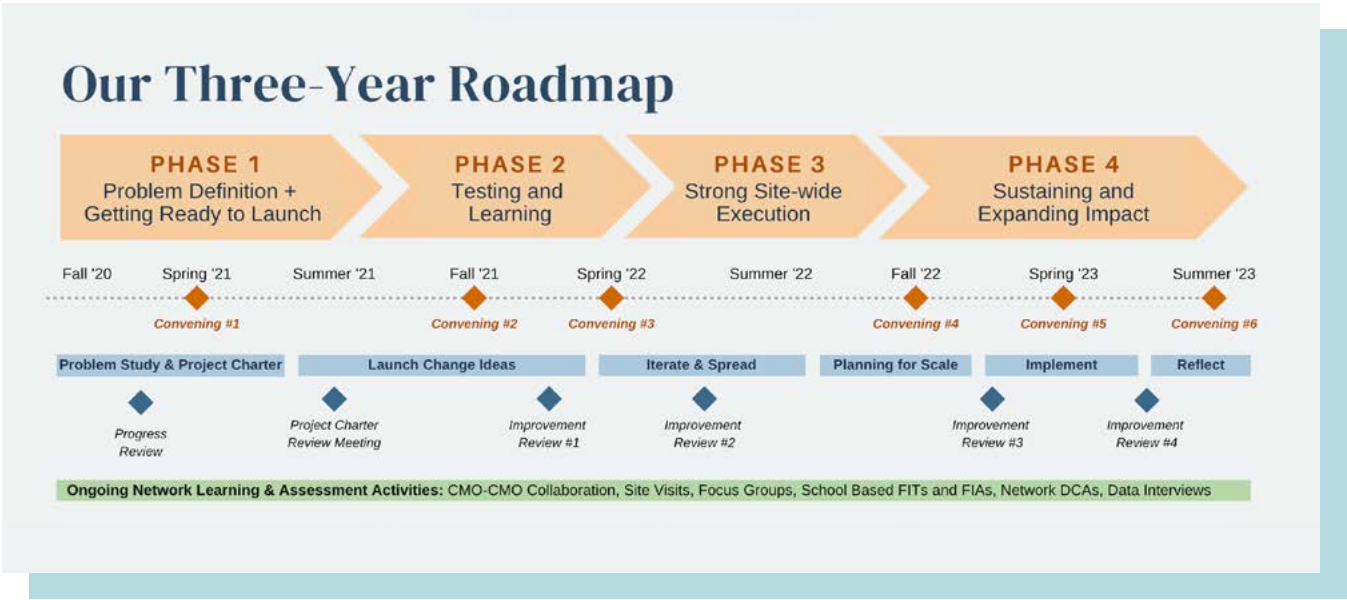 Our Three-Year Roadmap
PHASE 1
Problem Definition +
Getting Ready to Launch
PHASE 2
Testing and
Learning
PHASE 3
Strong Site-wide
Execution
PHASE 4
Sustaining and
Expanding Impact
Fall '20 Spring '21 Summer '21 Fall '21 Spring '22 Summer '22 Fall '22 Spring '23 Summer '23
Convening #1 Convening #2 Convening #3 Convening #4 Convening #5 Convening #6
Problem Study & Project Charter Launch Change Ideas Iterate & Spread Planning for Scale Implement Reflect
Progress
Review
Project Charter
Review Meeting
Improvement
Review #1
Improvement
Review #2
Improvement
Review #3
Improvement
Review #4
Ongoing Network Learning & Assessment Activities: CMO-CMO Collaboration, Site Visits, Focus Groups, School Based FITs and FIAs, Network DCAs, Data Interviews